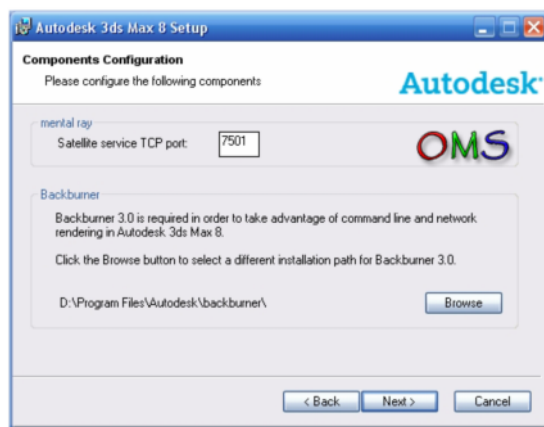 Autodesk 3ds Max 8 Setup
Components Configuration
Please configure the following components
Autodesk
mental ray
Satellite service TCP port:
7501
OMS
Backburner
Backburner 3.0 is required in order to take advantage of command line and network
rendering in Autodesk 3ds Max 8.
Click the Browse button to select a different installation path for Backburner 3.0.
D:\Program Files\Autodesk\backburner\
Browse
< Back
Next >
Cancel